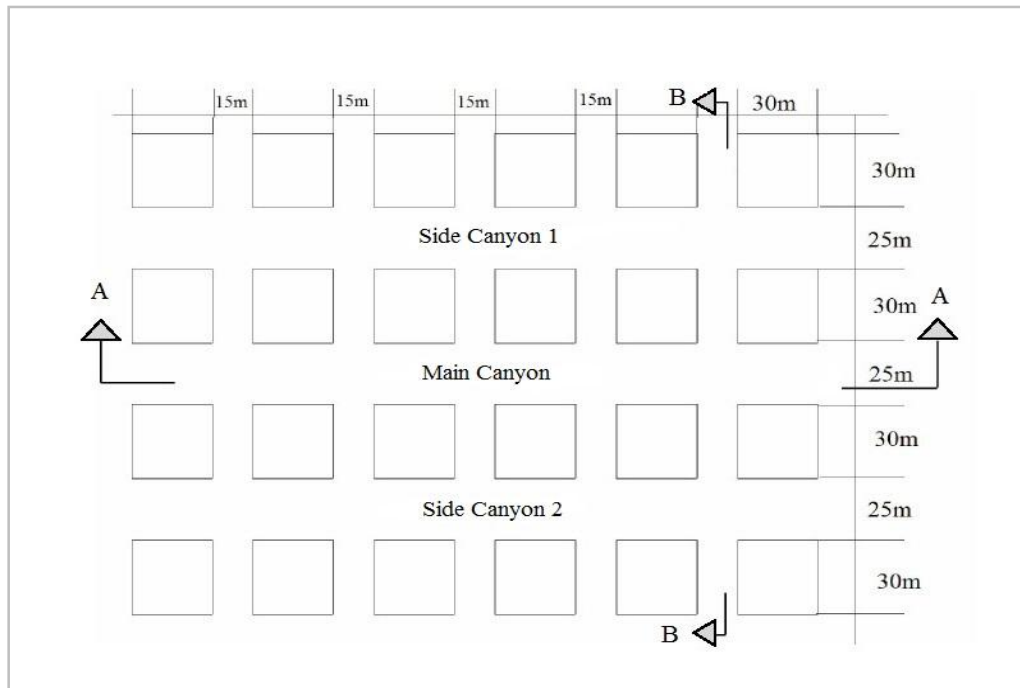 15m 15m 15m 15m B 30m
30m
Side Canyon 1 25m
A 30m A
Main Canyon 25m
30m
Side Canyon 2 25m
30m
B